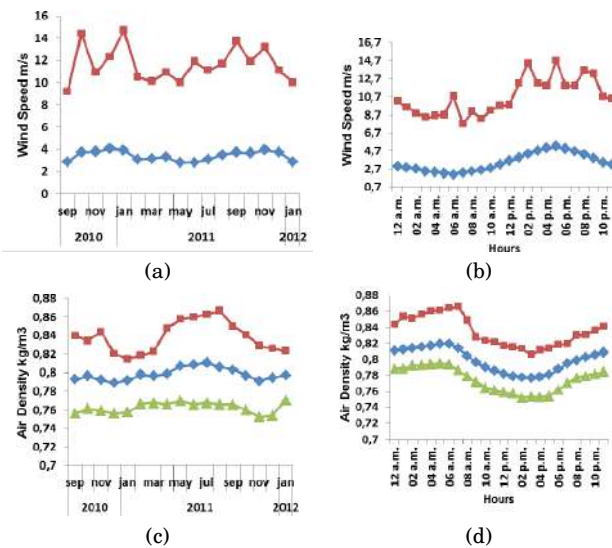 Wind Speed m/s
16
14
12
10
8
6
4
2
0
sep nov jan mar may jul sep nov jan
2010 2011 2012
(a)
Wind Speed m/s
16,7
14,7
12,7
10,7
8,7
6,7
4,7
2,7
0,7
12 a.m.
02 a.m.
04 a.m.
06 a.m.
08 a.m.
10 a.m.
12 p.m.
02 p.m.
04 p.m.
06 p.m.
08 p.m.
10 p.m.
Hours
(b)
Air Density kg/m3
0,88
0,86
0,84
0,82
0,8
0,78
0,76
0,74
0,72
0,7
sep nov jan mar may jul sep nov jan
2010 2011 2012
(c)
Air Density kg/m3
0,88
0,86
0,84
0,82
0,8
0,78
0,76
0,74
0,72
0,7
12 a.m.
02 a.m.
04 a.m.
06 a.m.
08 a.m.
10 a.m.
12 p.m.
02 p.m.
04 p.m.
06 p.m.
08 p.m.
10 p.m.
Hours
(d)